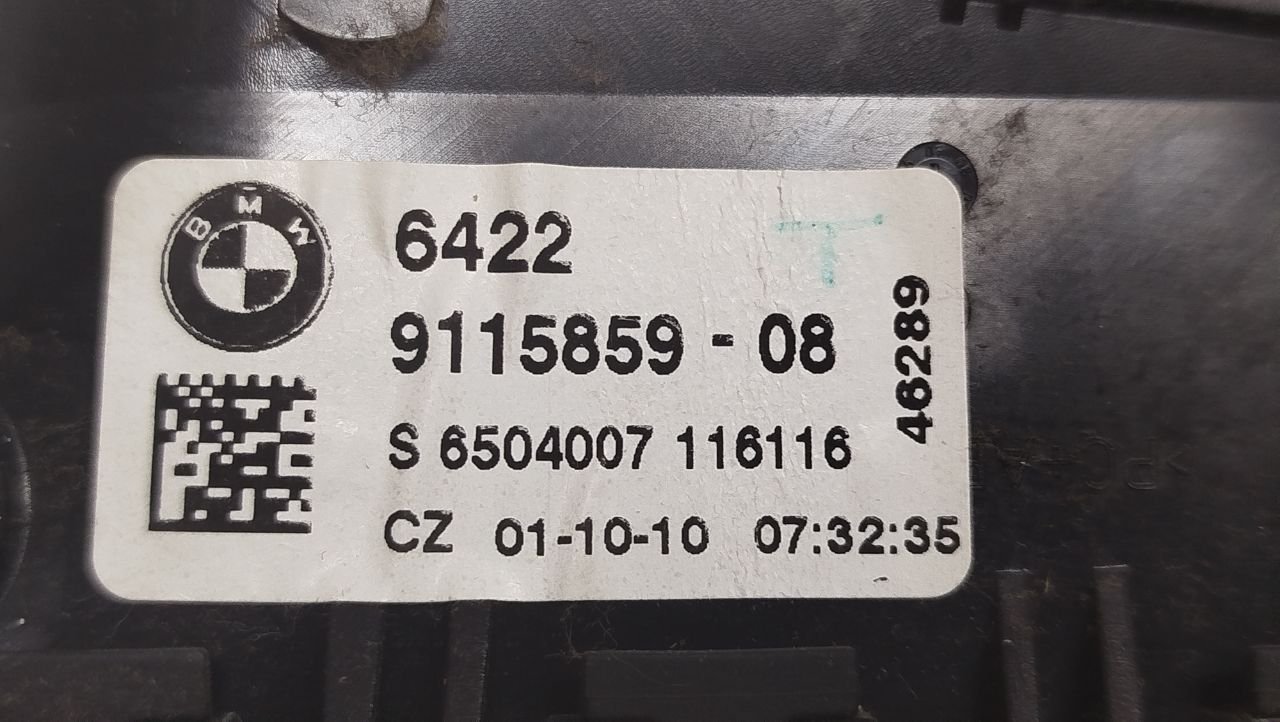 BMW
6422
T
9115859 - 08
46289
S 6504007 116116
CZ 01-10-10 07:32:35